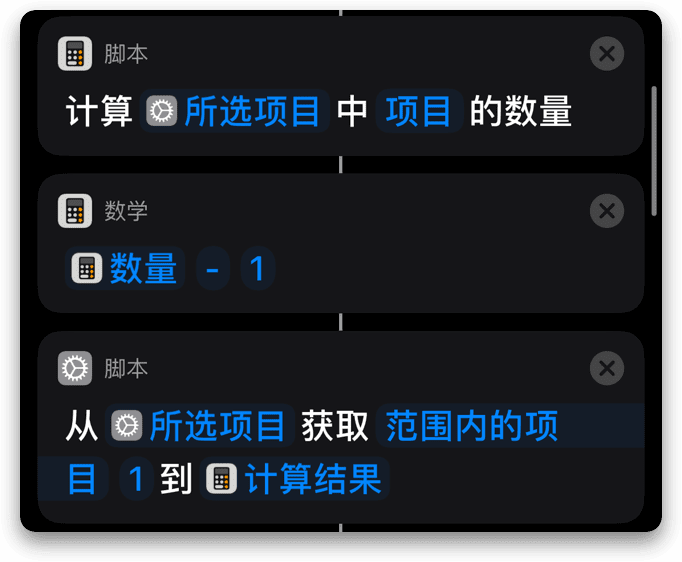 脚本
计算 所选项目 中 项目 的数量
数学
数量 - 1
脚本
从 所选项目 获取 范围内的项
目 1 到 计算结果